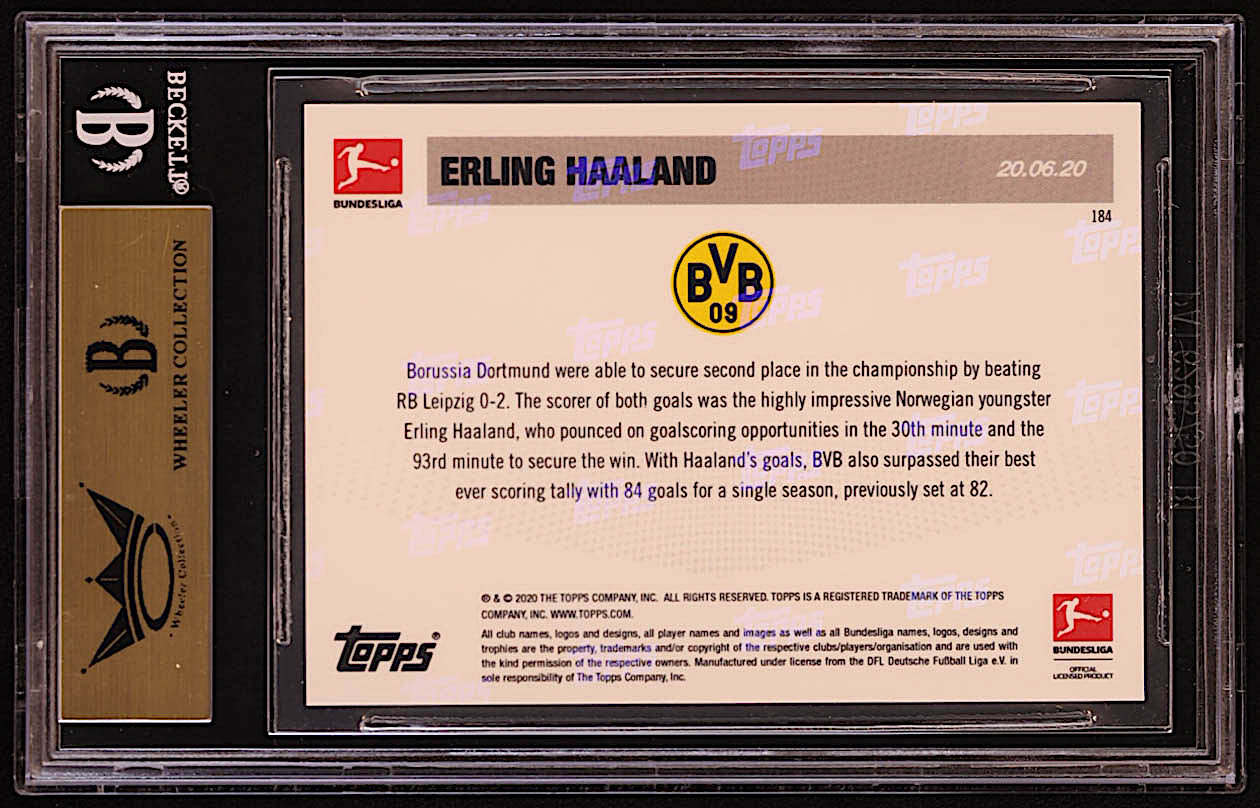 BECKETT®
B
B
WHEELER COLLECTION
"Wheeler Collection"
BUNDESLIGA
ERLING HAALAND
20.06.20
184
BVB
09
Borussia Dortmund were able to secure second place in the championship by beating
RB Leipzig 0-2. The scorer of both goals was the highly impressive Norwegian youngster
Erling Haaland, who pounced on goalscoring opportunities in the 30th minute and the
93rd minute to secure the win. With Haaland's goals, BVB also surpassed their best
ever scoring tally with 84 goals for a single season, previously set at 82.
® & © 2020 THE TOPPS COMPANY, INC. ALL RIGHTS RESERVED. TOPPS IS A REGISTERED TRADEMARK OF THE TOPPS
COMPANY, INC. WWW.TOPPS.COM.
All club names, logos and designs, all player names and images as well as all Bundesliga names, logos, designs and
trophies are the property, trademarks and/or copyright of the respective clubs/players/organisation and are used with
the kind permission of the respective owners. Manufactured under license from the DFL Deutsche Fußball Liga e.V. in
sole responsibility of The Topps Company, Inc.
Topps®
BUNDESLIGA
OFFICIAL
LICENSED PRODUCT